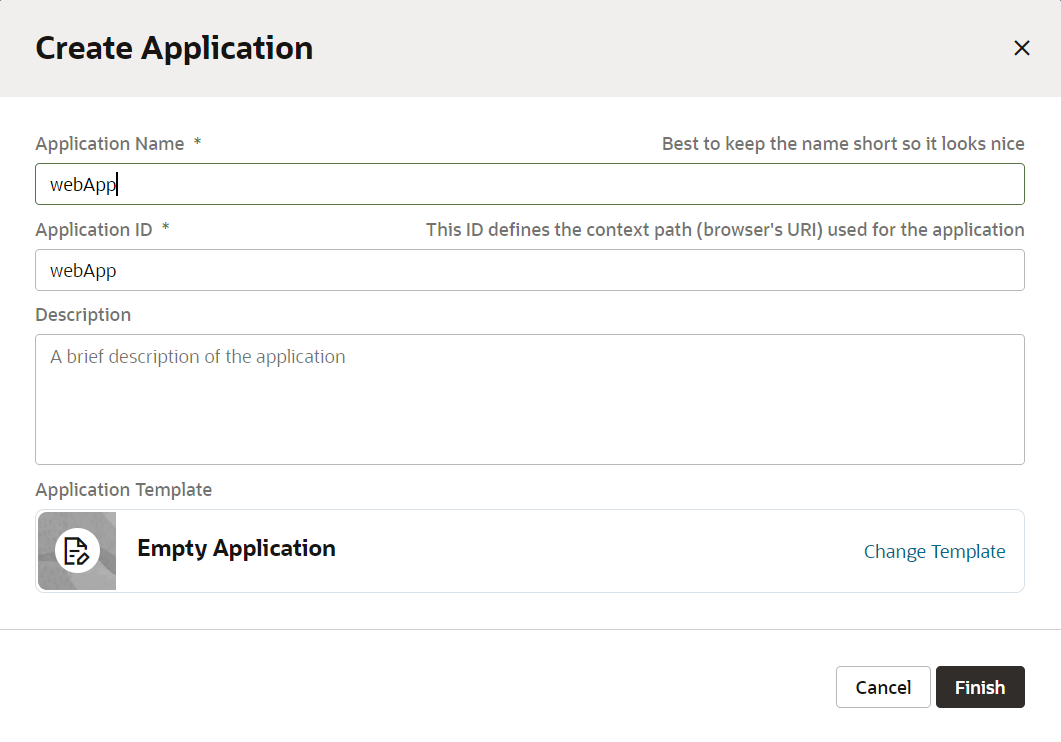 Create Application
Application Name * Best to keep the name short so it looks nice
webApp
Application ID * This ID defines the context path (browser's URI) used for the application
webApp
Description
A brief description of the application
Application Template
Empty Application Change Template
Cancel Finish